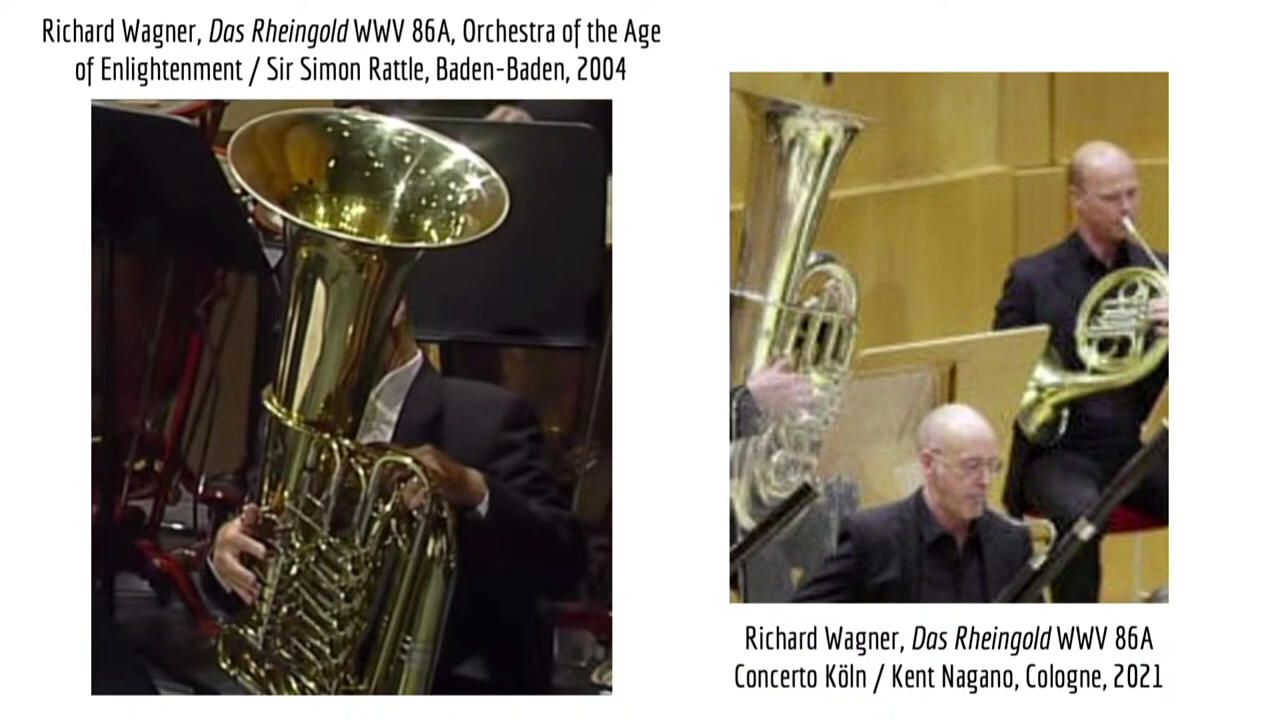 Richard Wagner, Das Rheingold WWV 86A, Orchestra of the Age
of Enlightenment / Sir Simon Rattle, Baden-Baden, 2004
Richard Wagner, Das Rheingold WWV 86A
Concerto Köln / Kent Nagano, Cologne, 2021